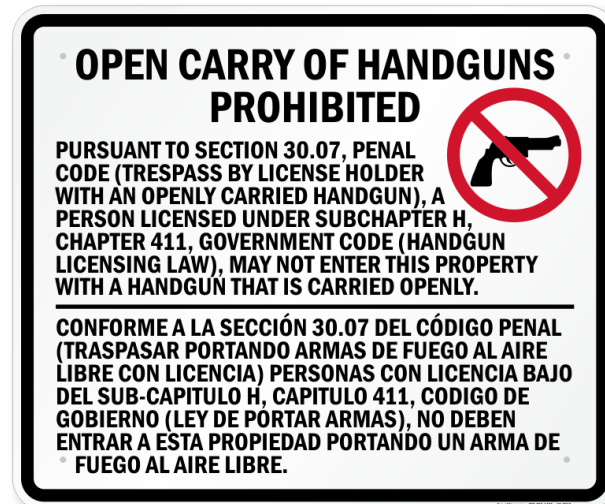 OPEN CARRY OF HANDGUNS
PROHIBITED
PURSUANT TO SECTION 30.07, PENAL
CODE (TRESPASS BY LICENSE HOLDER
WITH AN OPENLY CARRIED HANDGUN), A
PERSON LICENSED UNDER SUBCHAPTER H,
CHAPTER 411, GOVERNMENT CODE (HANDGUN
LICENSING LAW), MAY NOT ENTER THIS PROPERTY
WITH A HANDGUN THAT IS CARRIED OPENLY.
CONFORME A LA SECCIÓN 30.07 DEL CÓDIGO PENAL
(TRASPASAR PORTANDO ARMAS DE FUEGO AL AIRE
LIBRE CON LICENCIA) PERSONAS CON LICENCIA BAJO
DEL SUB-CAPITULO H, CAPITULO 411, CODIGO DE
GOBIERNO (LEY DE PORTAR ARMAS), NO DEBEN
ENTRAR A ESTA PROPIEDAD PORTANDO UN ARMA DE
FUEGO AL AIRE LIBRE.